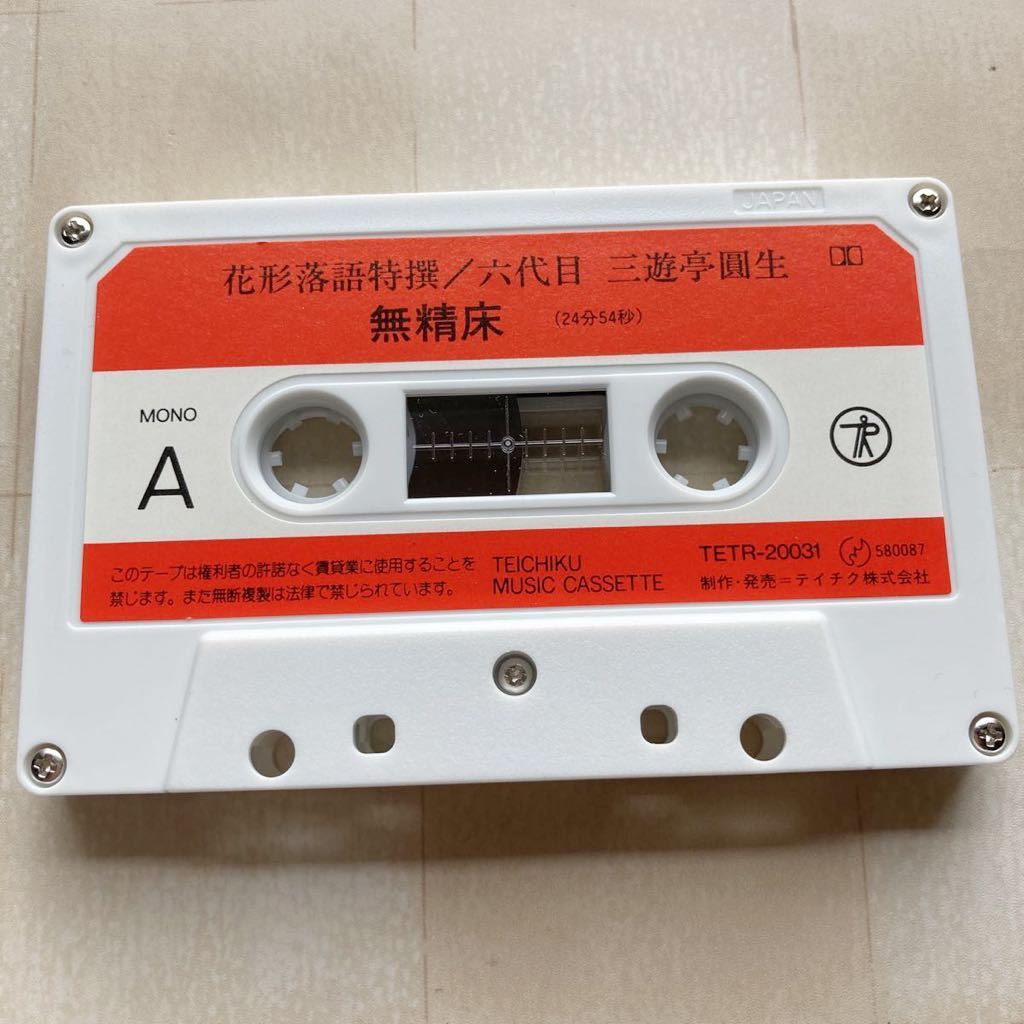 JAPAN
花形落語特撰/六代目 三遊亭圓生
無精床 (24分54秒)
MONO
A
このテープは権利者の許諾なく賃貸業に使用することを
禁じます。また無断複製は法律で禁じられています。
TEICHIKU
MUSIC CASSETTE
TETR-20031 580087
制作・発売=テイチク株式会社